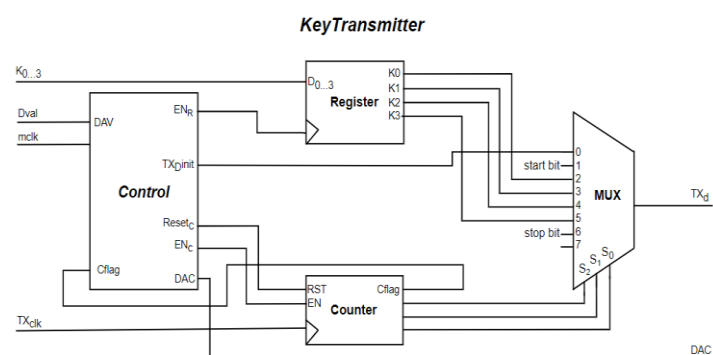 KeyTransmitter
K0...3
D0...3
K0
K1
K2
K3
Register
Dval
DAV
ENR
mclk
TXDinit
Control
0
start bit
1
2
3
4
5
stop bit
6
7
MUX
TXd
ResetC
ENC
S2
S1
S0
Cflag
DAC
RST
Cflag
EN
Counter
TXclk
DAC